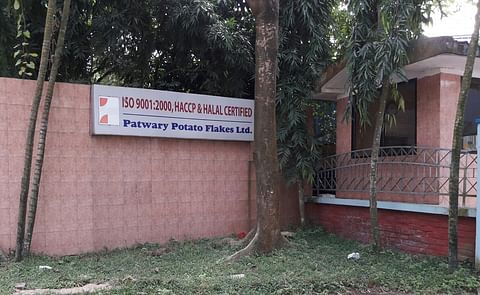 ISO 9001:2000, HACCP & HALAL CERTIFIED
Patwary Potato Flakes Ltd.